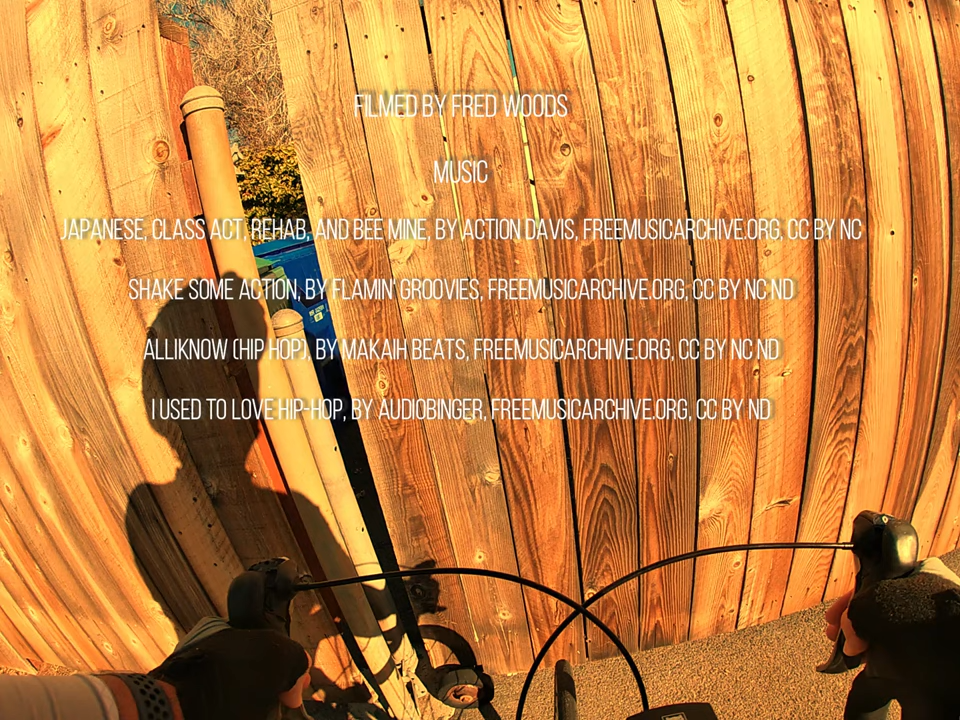 FILMED BY FRED WOODS
MUSIC
JAPANESE, CLASS ACT, REHAB, AND BEE MINE, BY ACTION DAVIS, FREEMUSICARCHIVE.ORG, CC BY NC
SHAKE SOME ACTION, BY FLAMIN' GROOVIES, FREEMUSICARCHIVE.ORG, CC BY NC ND
ALLIKNOW (HIP HOP), BY MAKAIH BEATS, FREEMUSICARCHIVE.ORG, CC BY NC ND
I USED TO LOVE HIP-HOP, BY AUDIOBINGER, FREEMUSICARCHIVE.ORG, CC BY ND